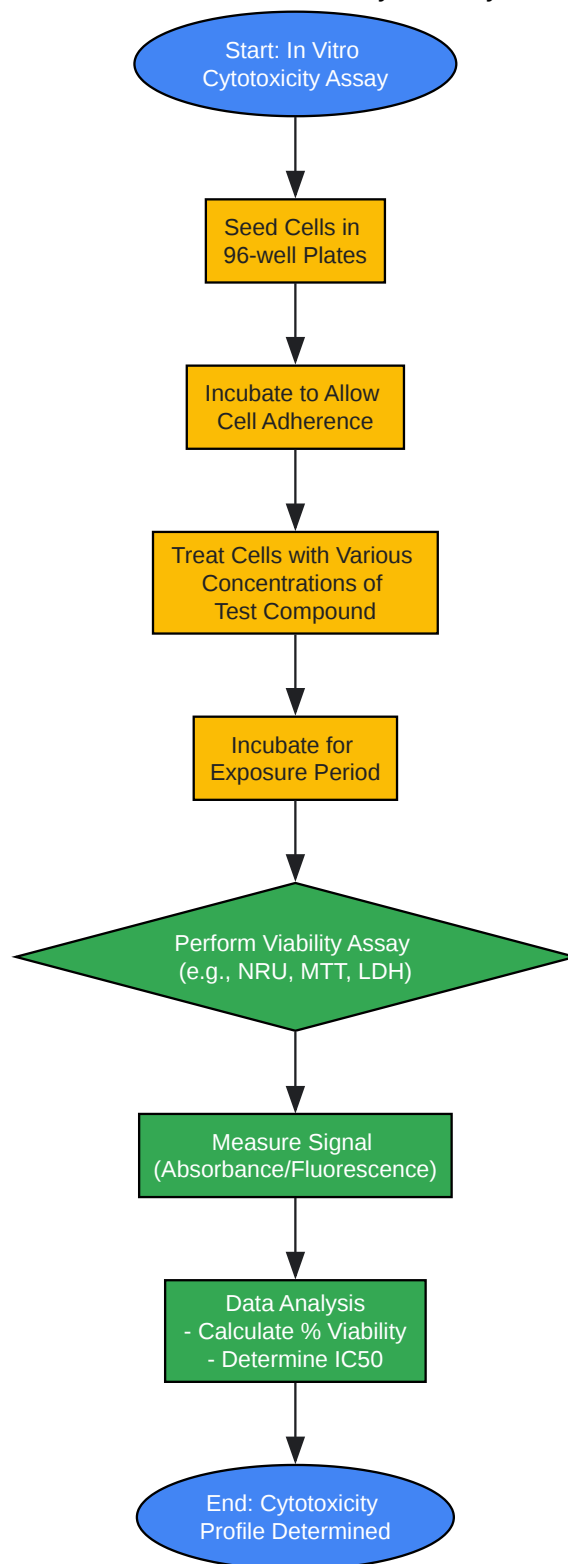 Start: In Vitro
Cytotoxicity Assay
Seed Cells in
96-well Plates
Incubate to Allow
Cell Adherence
Treat Cells with Various
Concentrations of
Test Compound
Incubate for
Exposure Period
Perform Viability Assay
(e.g., NRU, MTT, LDH)
Measure Signal
(Absorbance/Fluorescence)
Data Analysis
- Calculate % Viability
- Determine IC50
End: Cytotoxicity
Profile Determined